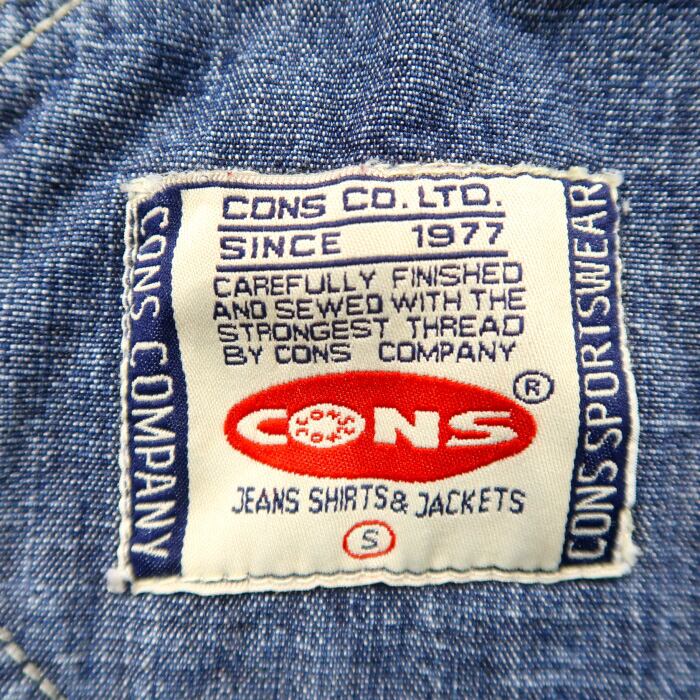 CONS CO. LTD.
SINCE 1977
CAREFULLY FINISHED
AND SEWED WITH THE
STRONGEST THREAD
BY CONS COMPANY
CONS
®
JEANS SHIRTS & JACKETS
S
CONS COMPANY
CONS SPORTSWEAR